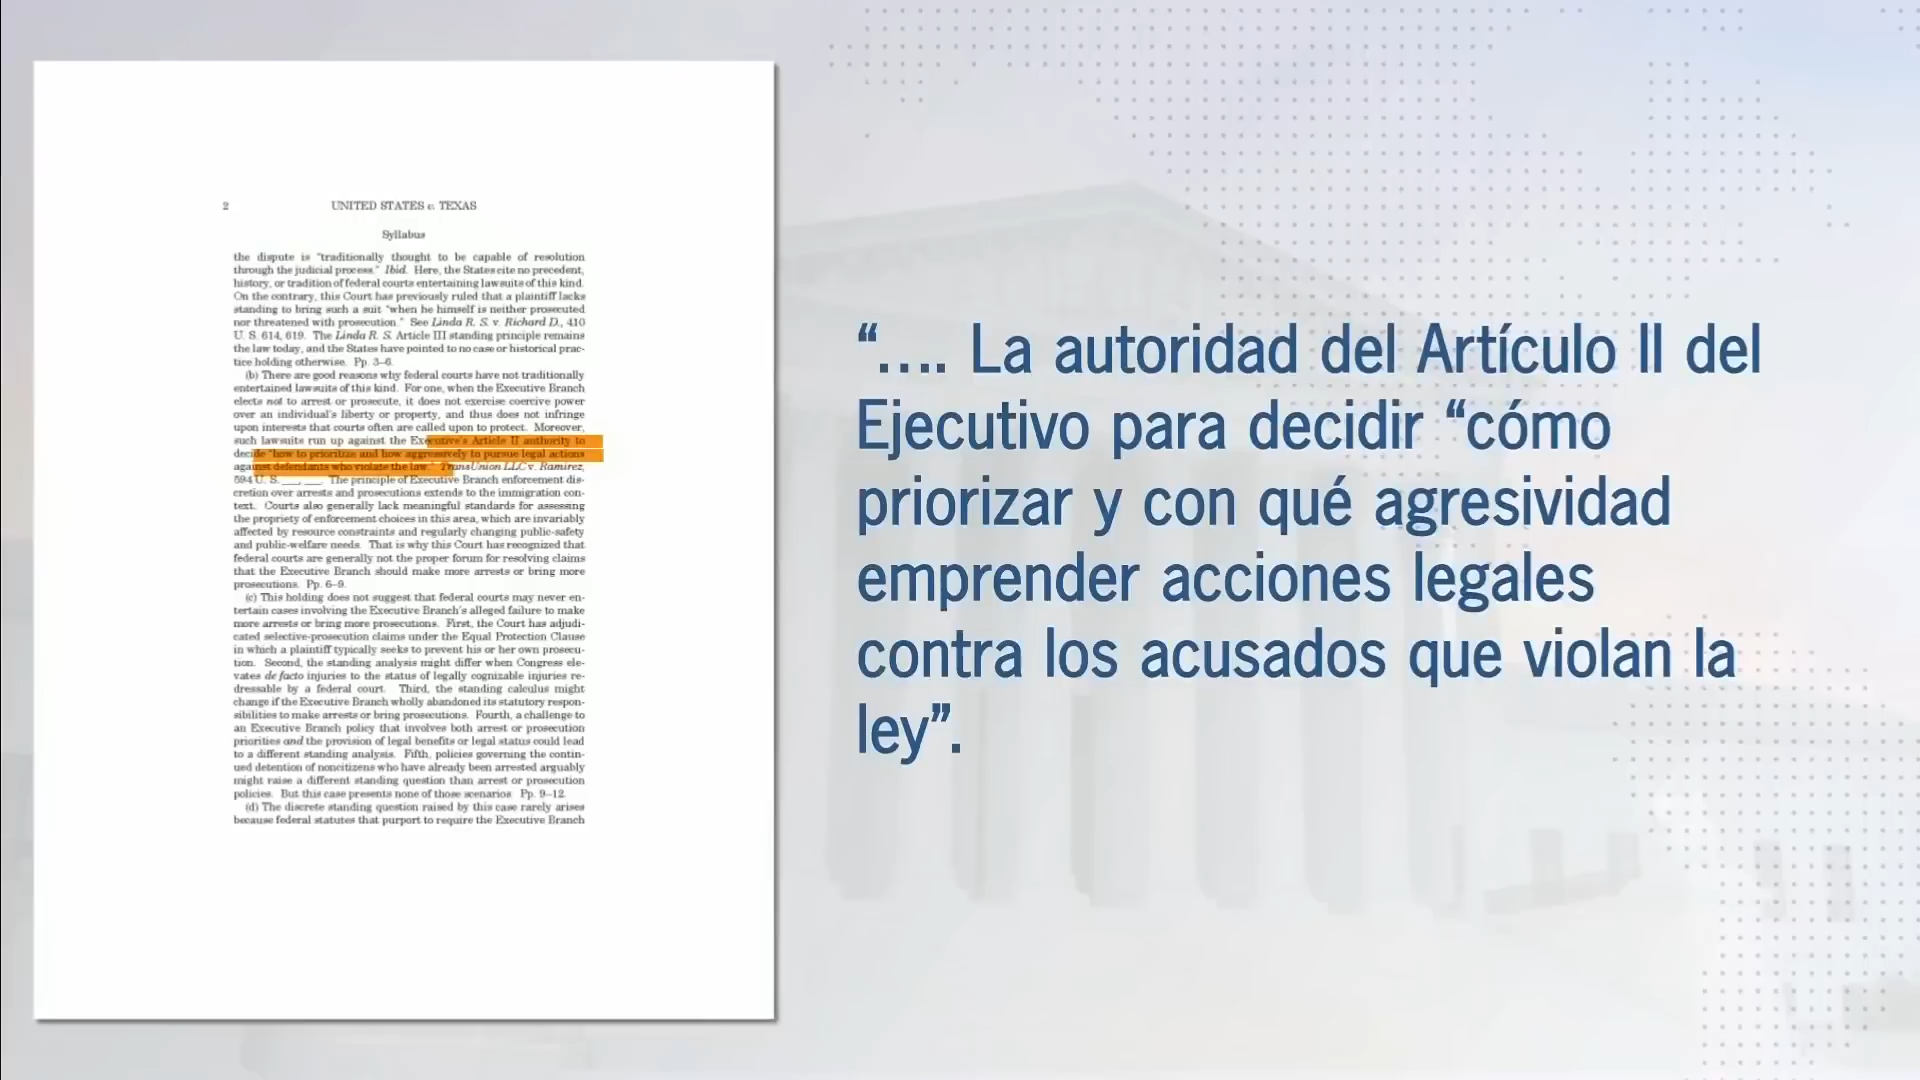 2 UNITED STATES v. TEXAS
Syllabus
the dispute is “traditionally thought to be capable of resolution
through the judicial process.” Ibid. Here, the States cite no precedent,
history, or tradition of federal courts entertaining lawsuits of this kind.
On the contrary, this Court has previously ruled that a plaintiff lacks
standing to bring such a suit “when he himself is neither prosecuted
nor threatened with prosecution.” See Linda R. S. v. Richard D., 410
U. S. 614, 619. The Linda R. S. Article III standing principle remains
the law today, and the States have pointed to no case or historical prac-
tice holding otherwise. Pp. 3–6.
(b) There are good reasons why federal courts have not traditionally
entertained lawsuits of this kind. For one, when the Executive Branch
elects not to arrest or prosecute, it does not exercise coercive power
over an individual’s liberty or property, and thus does not infringe
upon interests that courts often are called upon to protect. Moreover,
such lawsuits run up against the Executive’s Article II authority to
decide “how to prioritize and how aggressively to pursue legal actions
against defendants who violate the law.” TransUnion LLC v. Ramirez,
594 U. S. ___, ___. The principle of Executive Branch enforcement dis-
cretion over arrests and prosecutions extends to the immigration con-
text. Courts also generally lack meaningful standards for assessing
the propriety of enforcement choices in this area, which are invariably
affected by resource constraints and regularly changing public-safety
and public-welfare needs. That is why this Court has recognized that
federal courts are generally not the proper forum for resolving claims
that the Executive Branch should make more arrests or bring more
prosecutions. Pp. 6–9.
(c) This holding does not suggest that federal courts may never en-
tertain cases involving the Executive Branch’s alleged failure to make
more arrests or bring more prosecutions. First, the Court has adjudi-
cated selective-prosecution claims under the Equal Protection Clause
in which a plaintiff typically seeks to prevent his or her own prosecu-
tion. Second, the standing analysis might differ when Congress ele-
vates de facto injuries to the status of legally cognizable injuries re-
dressable by a federal court. Third, the standing calculus might
change if the Executive Branch wholly abandoned its statutory respon-
sibilities to make arrests or bring prosecutions. Fourth, a challenge to
an Executive Branch policy that involves both arrest or prosecution
priorities and the provision of legal benefits or legal status could lead
to a different standing analysis. Fifth, policies governing the contin-
ued detention of noncitizens who have already been arrested arguably
might raise a different standing question than arrest or prosecution
policies. But this case presents none of those scenarios. Pp. 9–12.
(d) The discrete standing question raised by this case rarely arises
because federal statutes that purport to require the Executive Branch
“.... La autoridad del Artículo II del
Ejecutivo para decidir “cómo
priorizar y con qué agresividad
emprender acciones legales
contra los acusados que violan la
ley”.